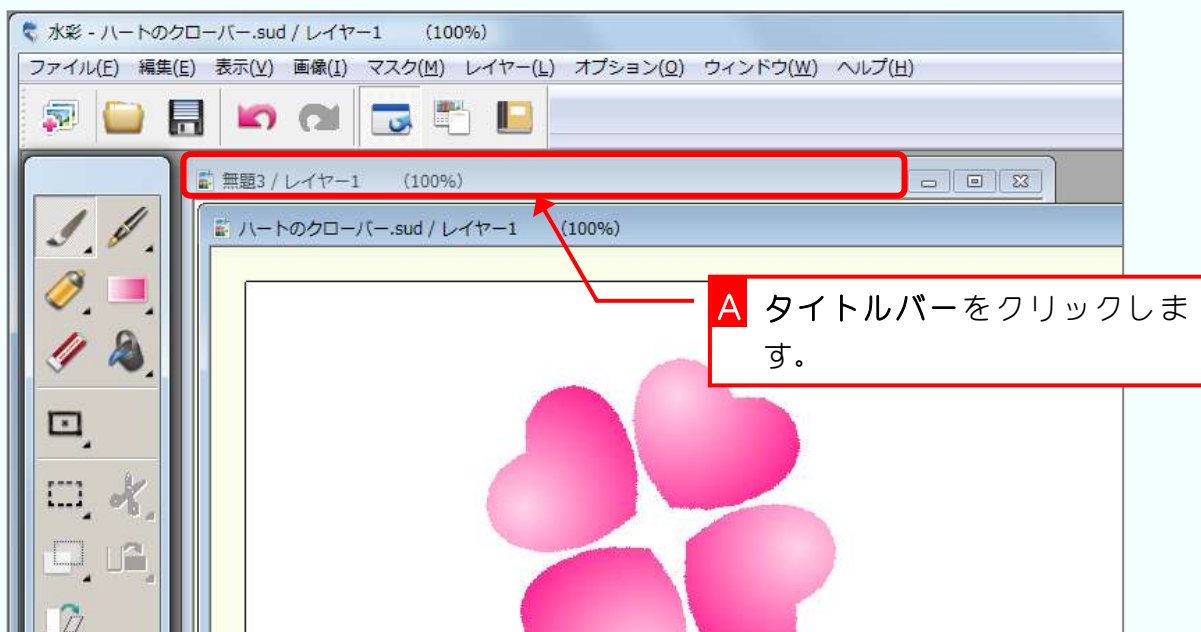 水彩 - ハートのクローバー.sud / レイヤー1 (100%)
ファイル(F) 編集(E) 表示(V) 画像(I) マスク(M) レイヤー(L) オプション(O) ウィンドウ(W) ヘルプ(H)
無題3 / レイヤー1 (100%)
ハートのクローバー.sud / レイヤー1 (100%)
A タイトルバーをクリックしま
す。